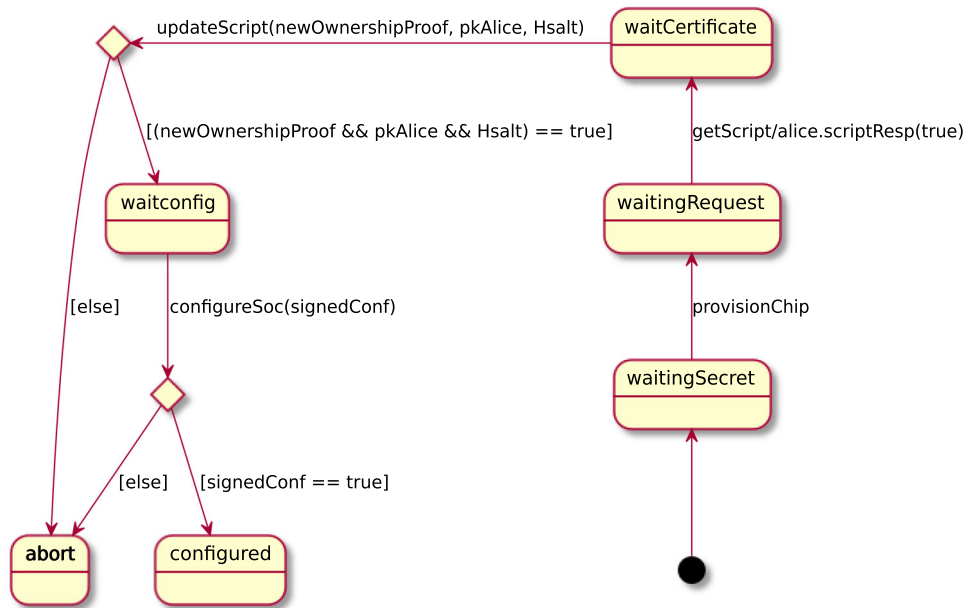 updateScript(newOwnershipProof, pkAlice, Hsalt)
waitCertificate
[(newOwnershipProof && pkAlice && Hsalt) == true]
getScript/alice.scriptResp(true)
waitconfig
waitingRequest
[else]
configureSoc(signedConf)
provisionChip
waitingSecret
[else]
[signedConf == true]
abort
configured